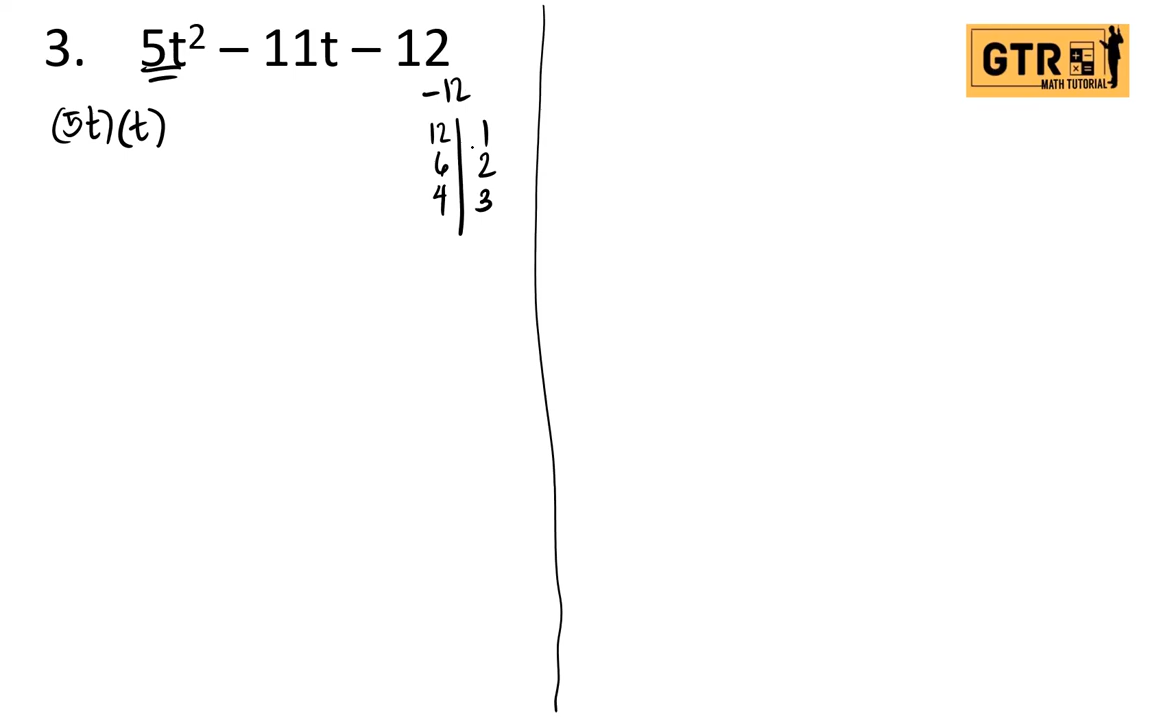 3. 5t² – 11t – 12
(5t)(t)
-12
12 | 1
6 | 2
4 | 3
GTR
MATH TUTORIAL